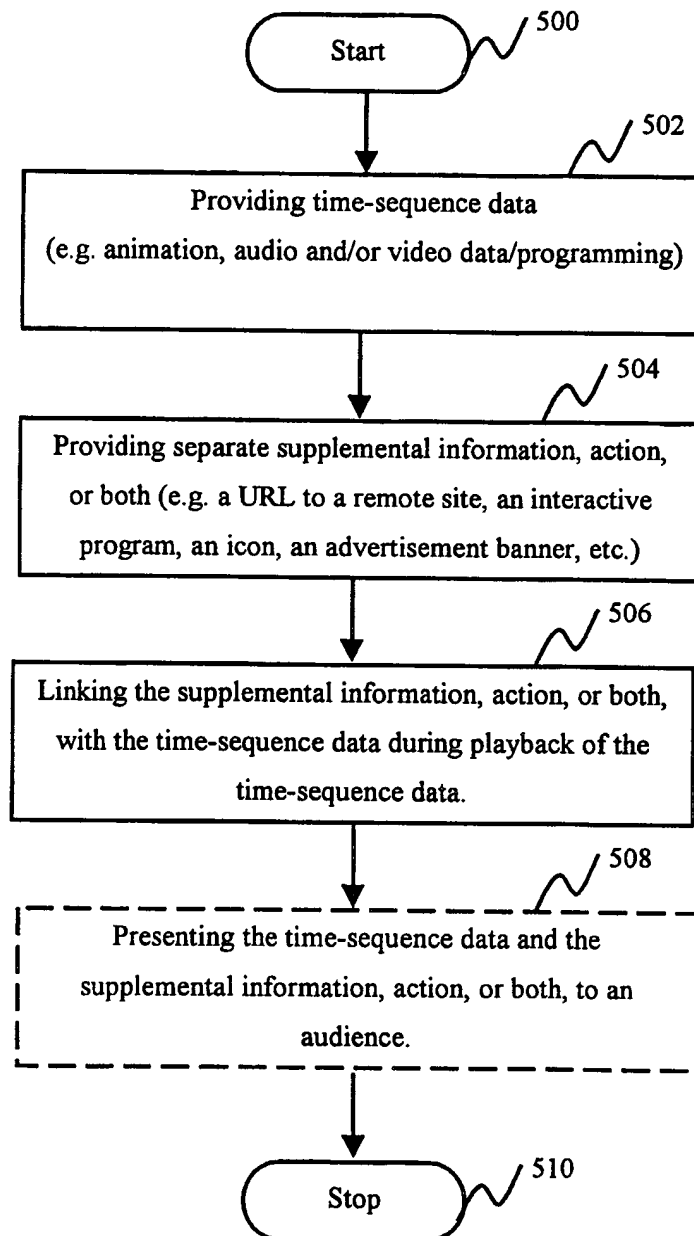 Start
500
502
Providing time-sequence data
(e.g. animation, audio and/or video data/programming)
504
Providing separate supplemental information, action,
or both (e.g. a URL to a remote site, an interactive
program, an icon, an advertisement banner, etc.)
506
Linking the supplemental information, action, or both,
with the time-sequence data during playback of the
time-sequence data.
508
Presenting the time-sequence data and the
supplemental information, action, or both, to an
audience.
Stop
510